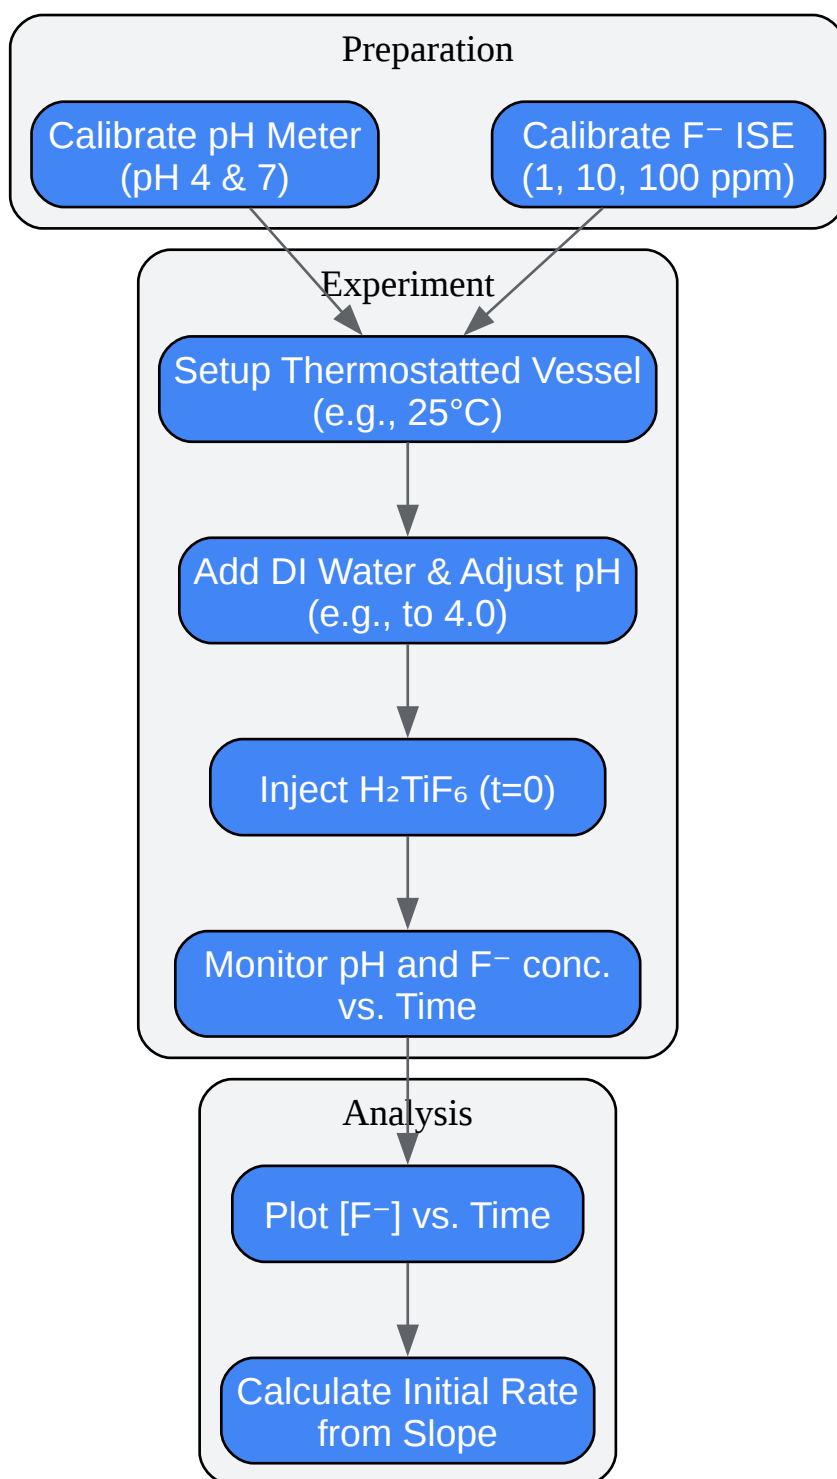 Preparation
Calibrate pH Meter
(pH 4 & 7)
Calibrate F⁻ ISE
(1, 10, 100 ppm)
Experiment
Setup Thermostatted Vessel
(e.g., 25°C)
Add DI Water & Adjust pH
(e.g., to 4.0)
Inject H₂TiF₆ (t=0)
Monitor pH and F⁻ conc.
vs. Time
Analysis
Plot [F⁻] vs. Time
Calculate Initial Rate
from Slope